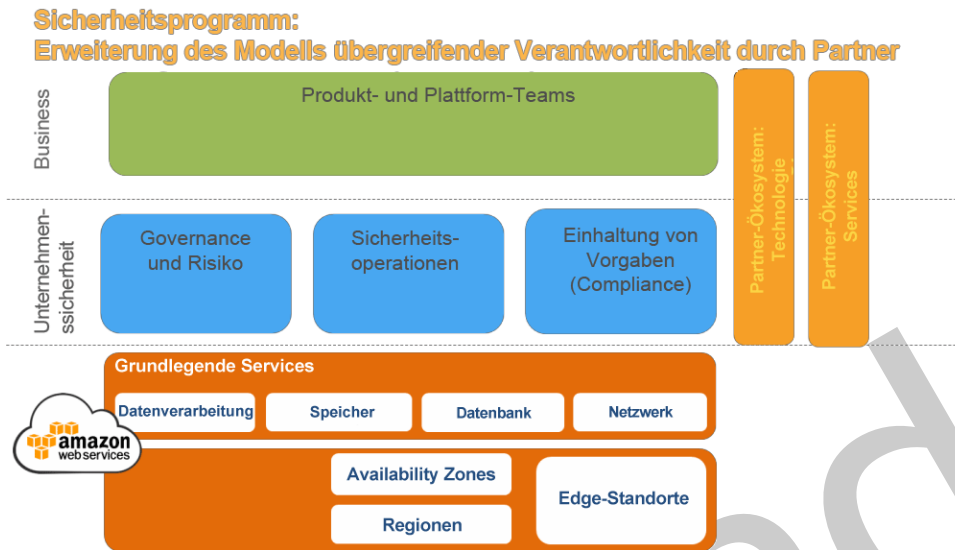 Sicherheitsprogramm:
Erweiterung des Modells übergreifender Verantwortlichkeit durch Partner
Business
Produkt- und Plattform-Teams
Partner-Ökosystem:
Technologie
Partner-Ökosystem:
Services
Unternehmen-
ssicherheit
Governance
und Risiko
Sicherheits-
operationen
Einhaltung von
Vorgaben
(Compliance)
Grundlegende Services
Datenverarbeitung
Speicher
Datenbank
Netzwerk
amazon
webservices
Availability Zones
Regionen
Edge-Standorte